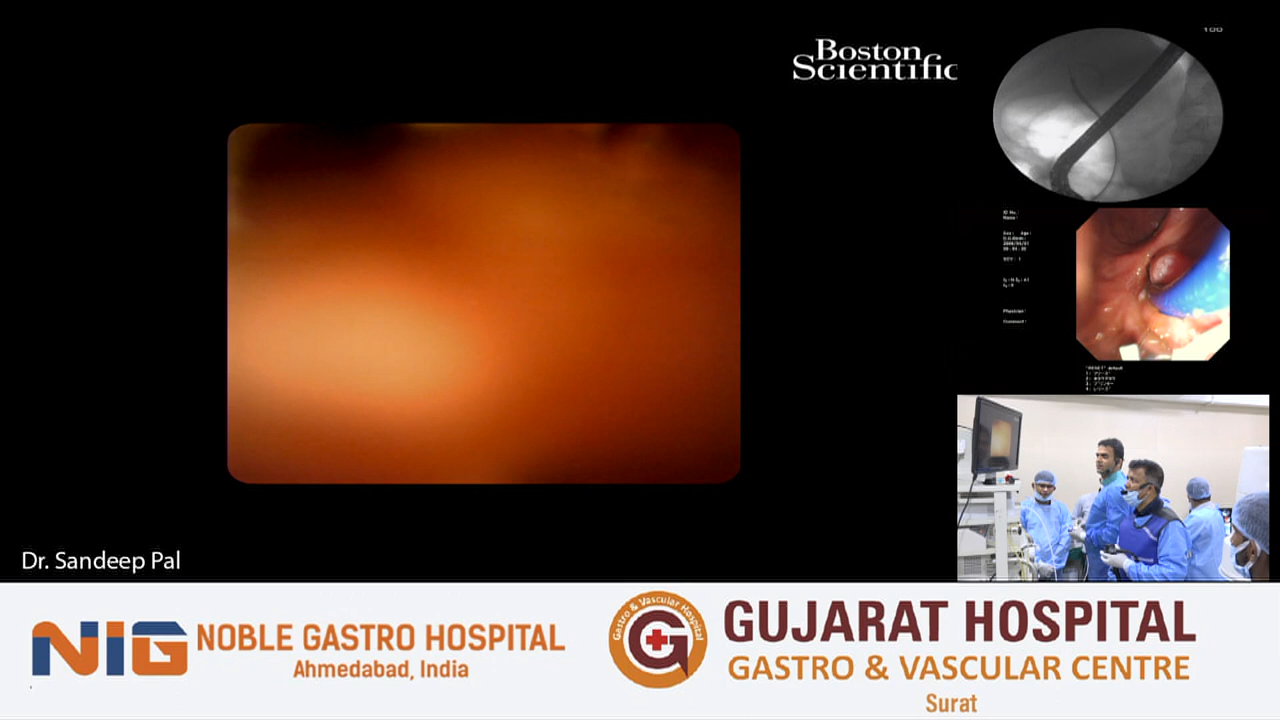 Boston
Scientific
Dr. Sandeep Pal
NIG
NOBLE GASTRO HOSPITAL
Ahmedabad, India
Gastro & Vascular Hospital
G
GUJARAT HOSPITAL
GASTRO & VASCULAR CENTRE
Surat